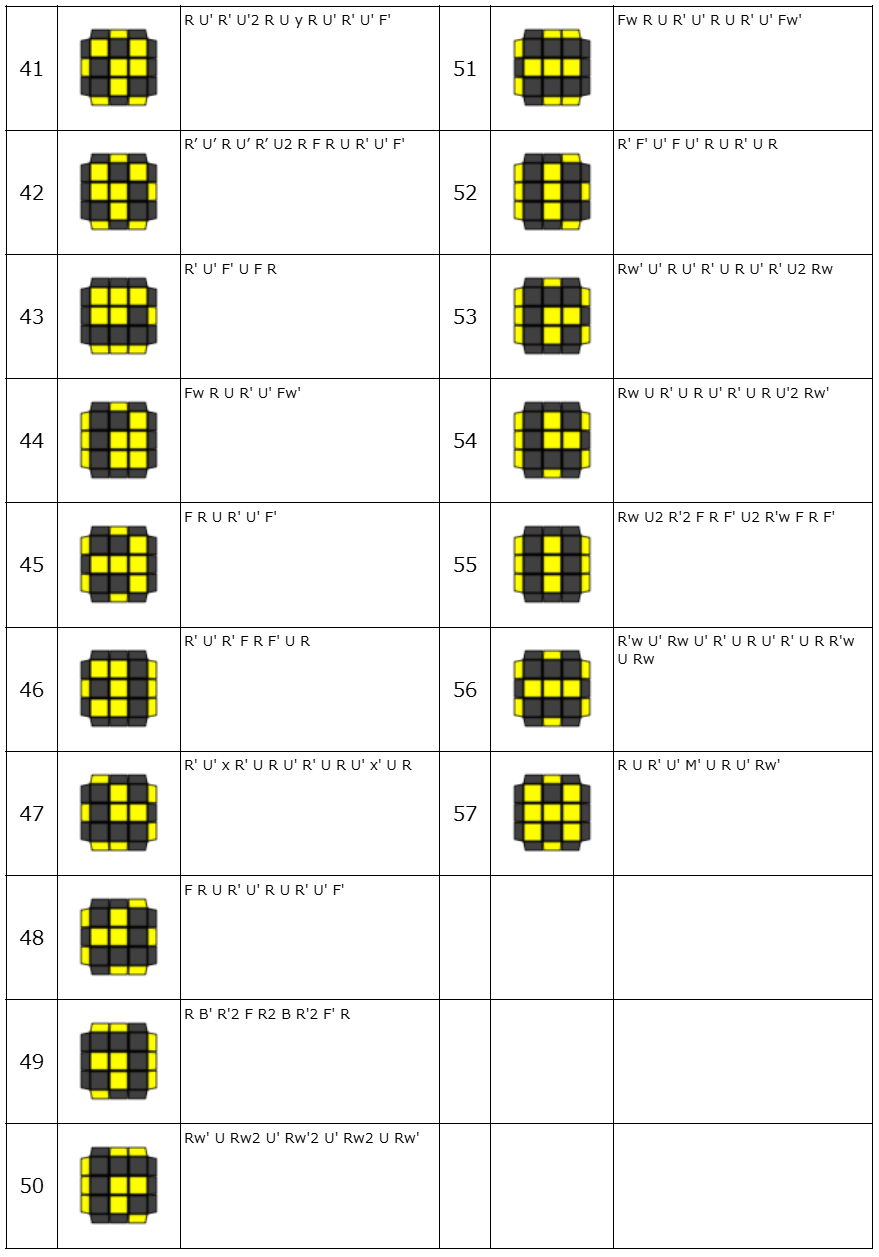 41
R U' R' U'2 R U y R U' R' U' F'
51
Fw R U R' U' R U R' U' Fw'
42
R’ U’ R U’ R’ U2 R F R U R' U' F'
52
R' F' U' F U' R U R' U R
43
R' U' F' U F R
53
Rw' U' R U' R' U R U' R' U2 Rw
44
Fw R U R' U' Fw'
54
Rw U R' U R U' R' U R U'2 Rw'
45
F R U R' U' F'
55
Rw U2 R'2 F R F' U2 R'w F R F'
46
R' U' R' F R F' U R
56
R'w U' Rw U' R' U R U' R' U R R'w
U Rw
47
R' U' x R' U R U' R' U R U' x' U R
57
R U R' U' M' U R U' Rw'
48
F R U R' U' R U R' U' F'
49
R B' R'2 F R2 B R'2 F' R
50
Rw' U Rw2 U' Rw'2 U' Rw2 U Rw'